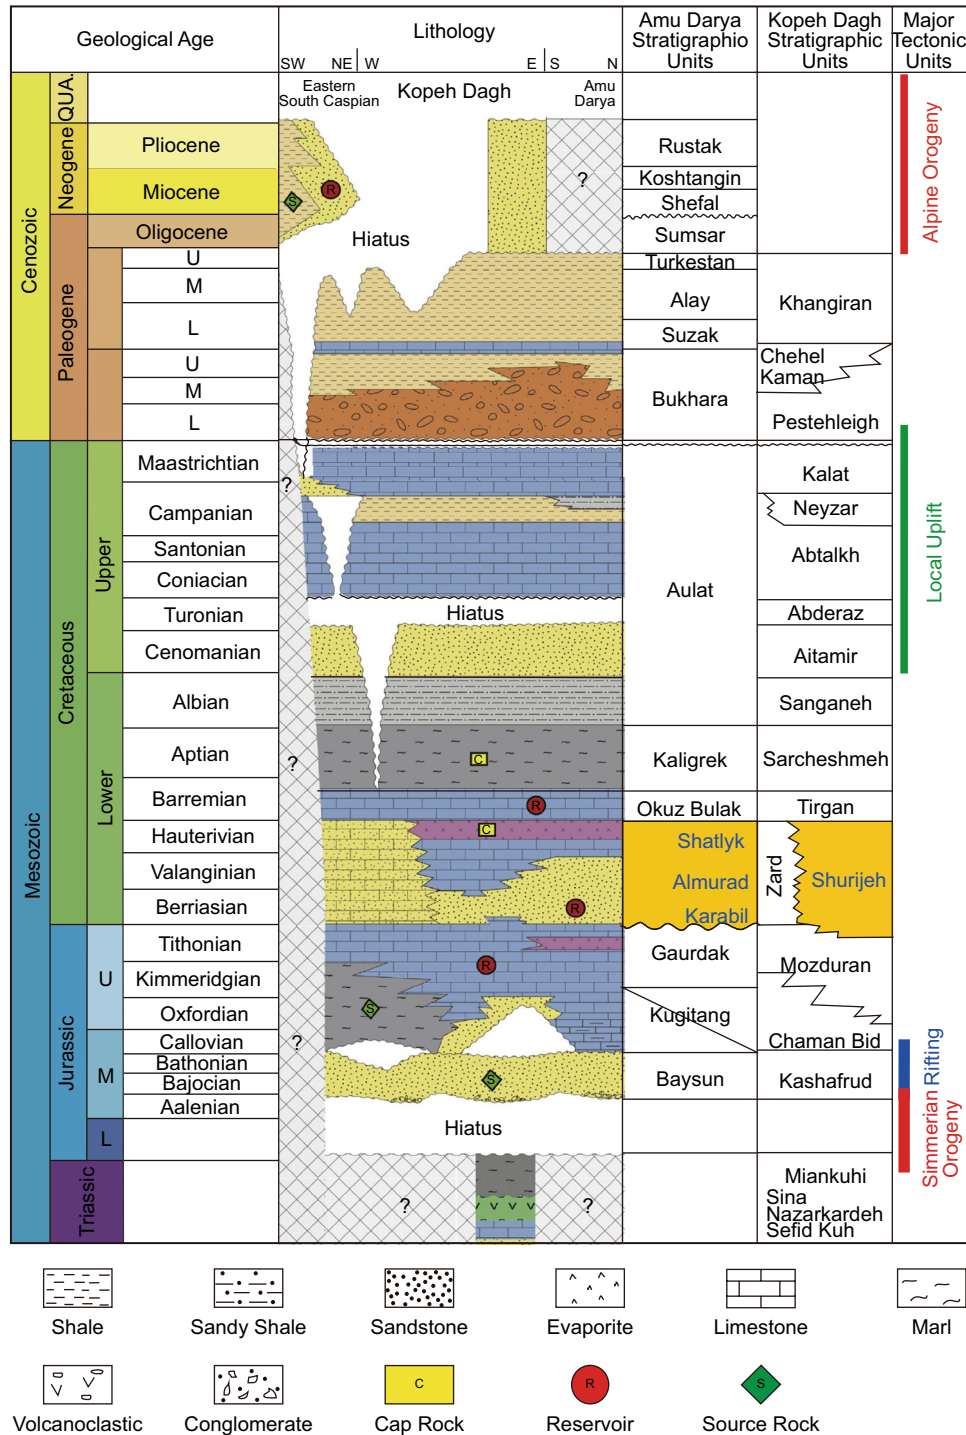 Geological Age
Lithology
SW NE W E S N
Amu Darya
Stratigraphio
Units
Kopeh Dagh
Stratigraphic
Units
Major
Tectonic
Units
Eastern
South Caspian
Kopeh Dagh
Amu
Darya
Cenozoic
Mesozoic
QUA.
Neogene
Paleogene
Cretaceous
Jurassic
Triassic
Upper
Lower
U
M
L
Pliocene
Miocene
Oligocene
U
M
L
U
M
L
Maastrichtian
Campanian
Santonian
Coniacian
Turonian
Cenomanian
Albian
Aptian
Barremian
Hauterivian
Valanginian
Berriasian
Tithonian
Kimmeridgian
Oxfordian
Callovian
Bathonian
Bajocian
Aalenian
S
R
?
Hiatus
?
Hiatus
?
C
R
C
R
R
S
?
S
Hiatus
?
?
Rustak
Koshtangin
Shefal
Sumsar
Turkestan
Alay
Suzak
Bukhara
Aulat
Kaligrek
Okuz Bulak
Shatlyk
Almurad
Karabil
Gaurdak
Kugitang
Baysun
Khangiran
Chehel
Kaman
Pestehleigh
Kalat
Neyzar
Abtalkh
Abderaz
Aitamir
Sanganeh
Sarcheshmeh
Tirgan
Zard
Shurijeh
Mozduran
Chaman Bid
Kashafrud
Miankuhi
Sina
Nazarkardeh
Sefid Kuh
Alpine Orogeny
Local Uplift
Rifting
Simmerian
Orogeny
Shale
Sandy Shale
Sandstone
Evaporite
Limestone
Marl
C
R
S
Volcanoclastic
Conglomerate
Cap Rock
Reservoir
Source Rock